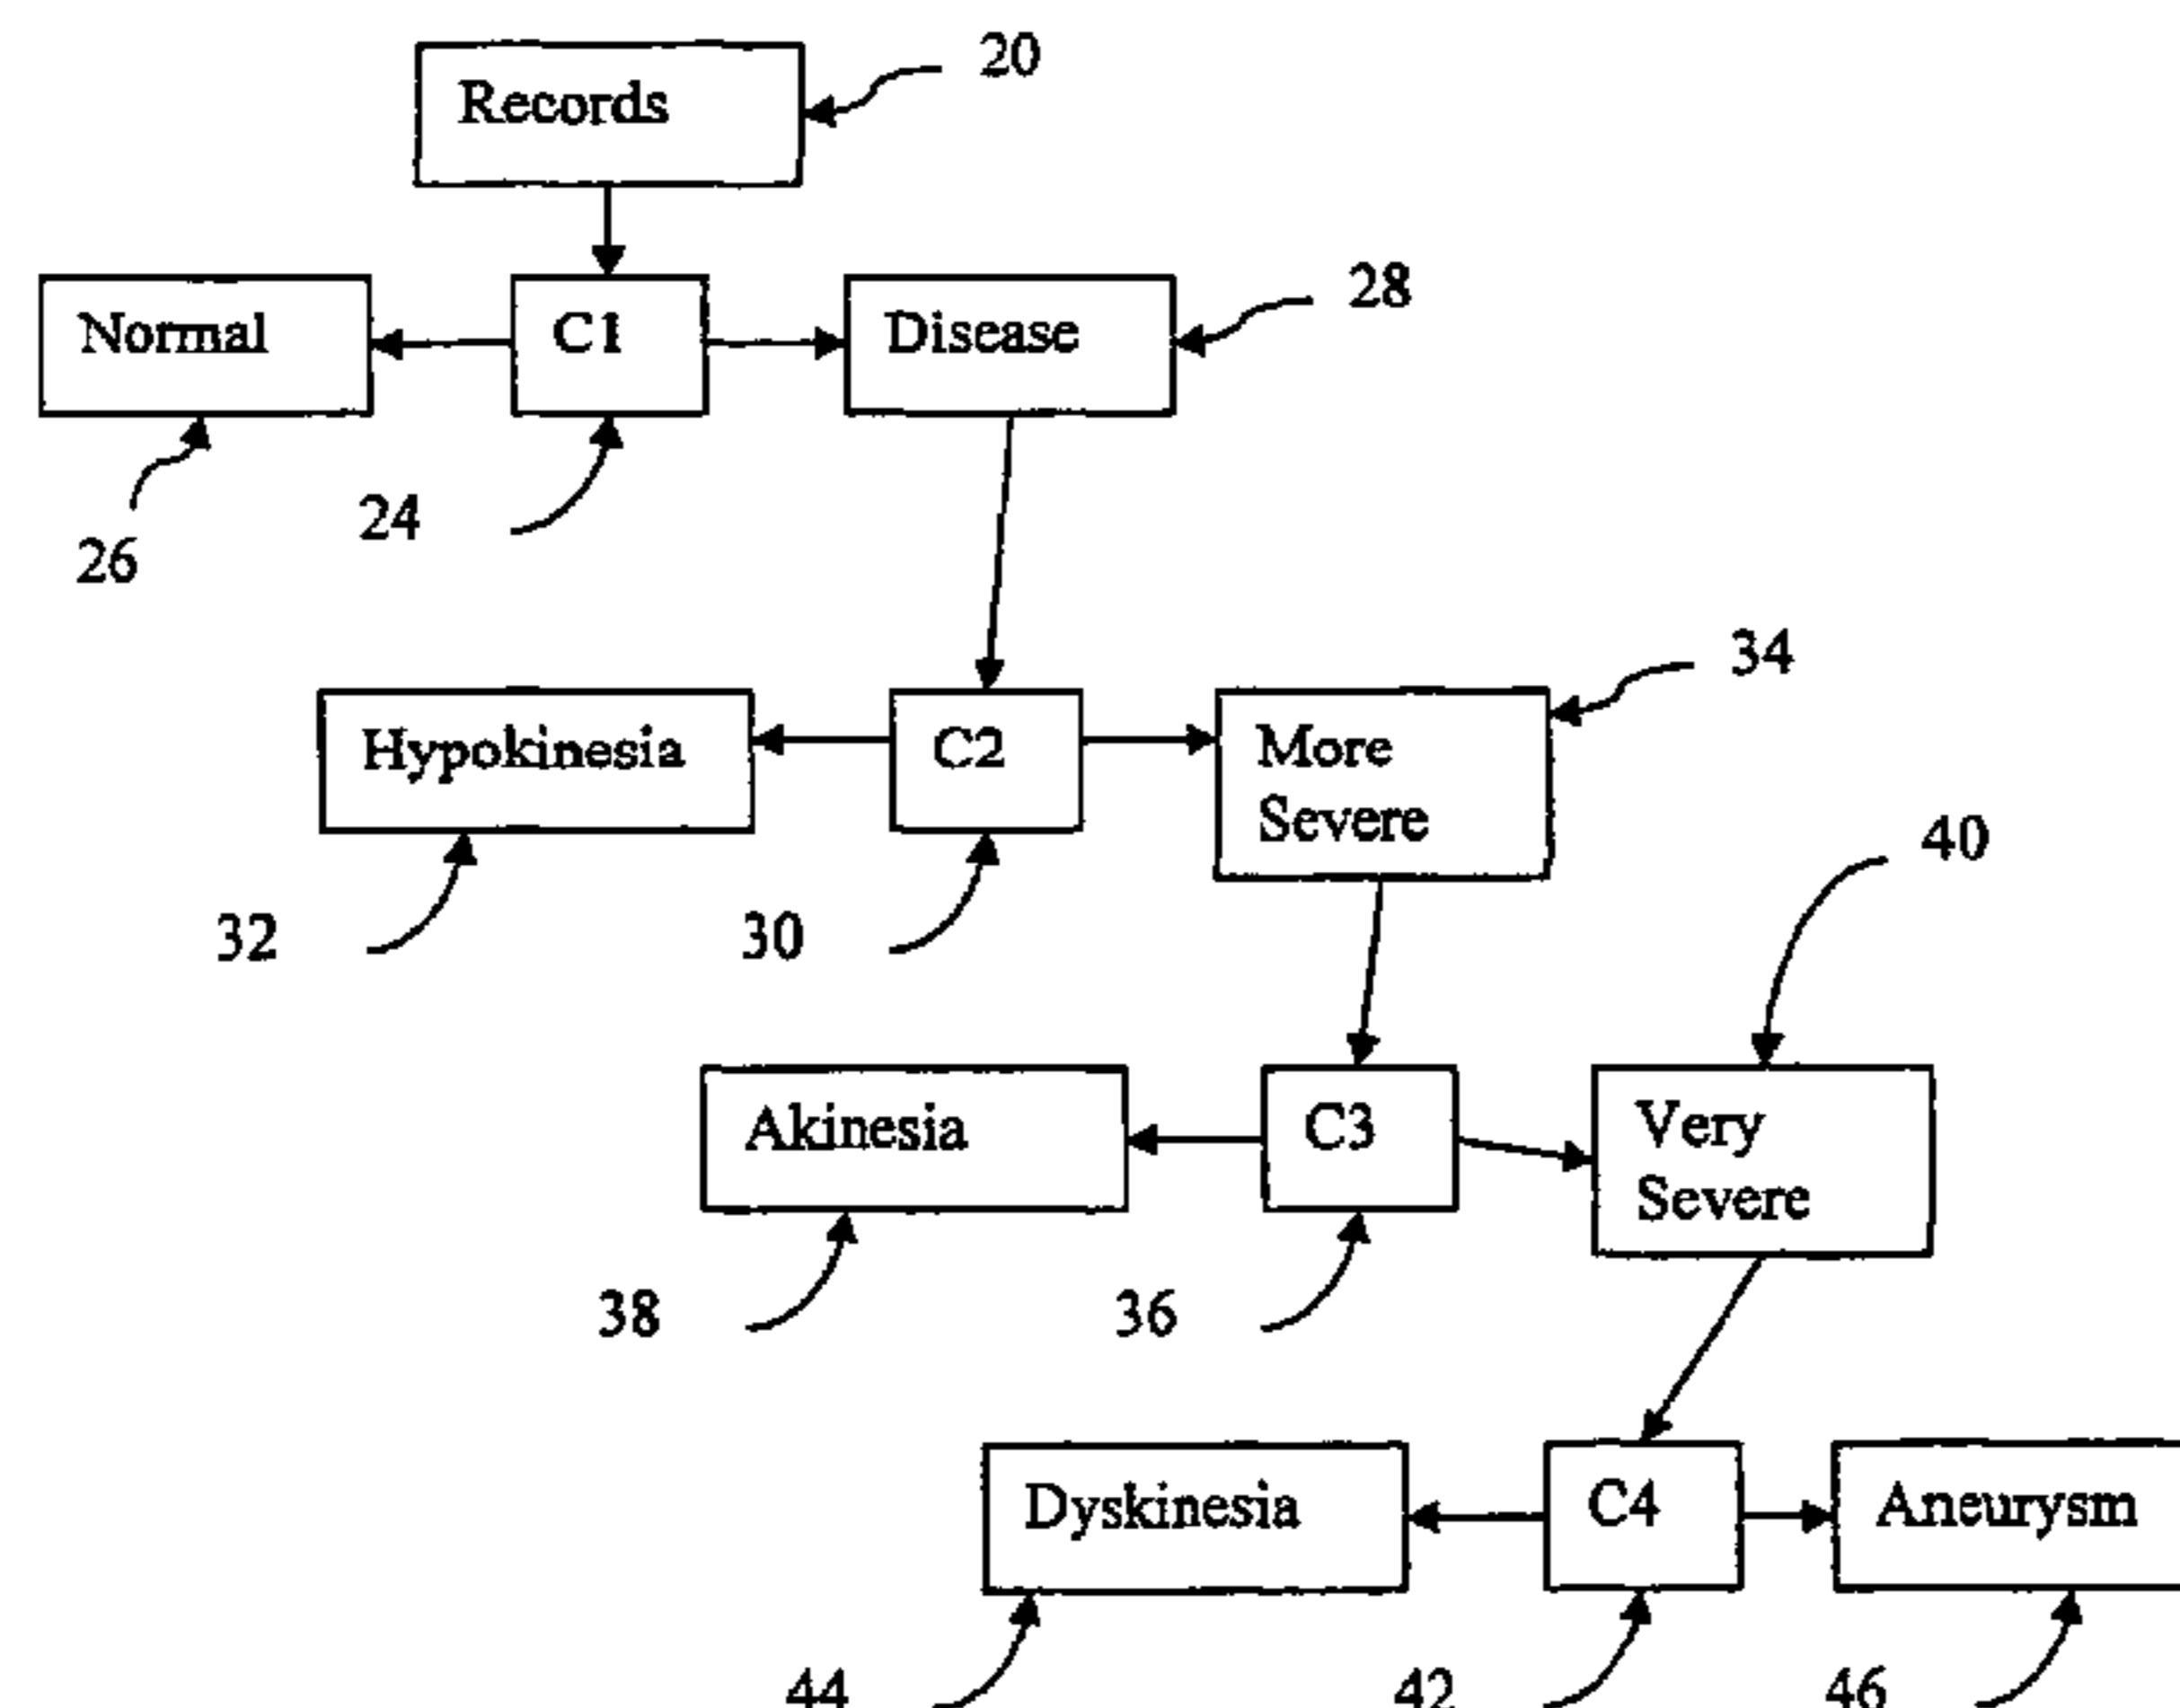 20
Records
28
Normal
C1
Disease
24
26
34
Hypokinesia
C2
More
Severe
40
32
30
Akinesia
C3
Very
Severe
38
36
Dyskinesia
C4
Aneurysm
44
42
46